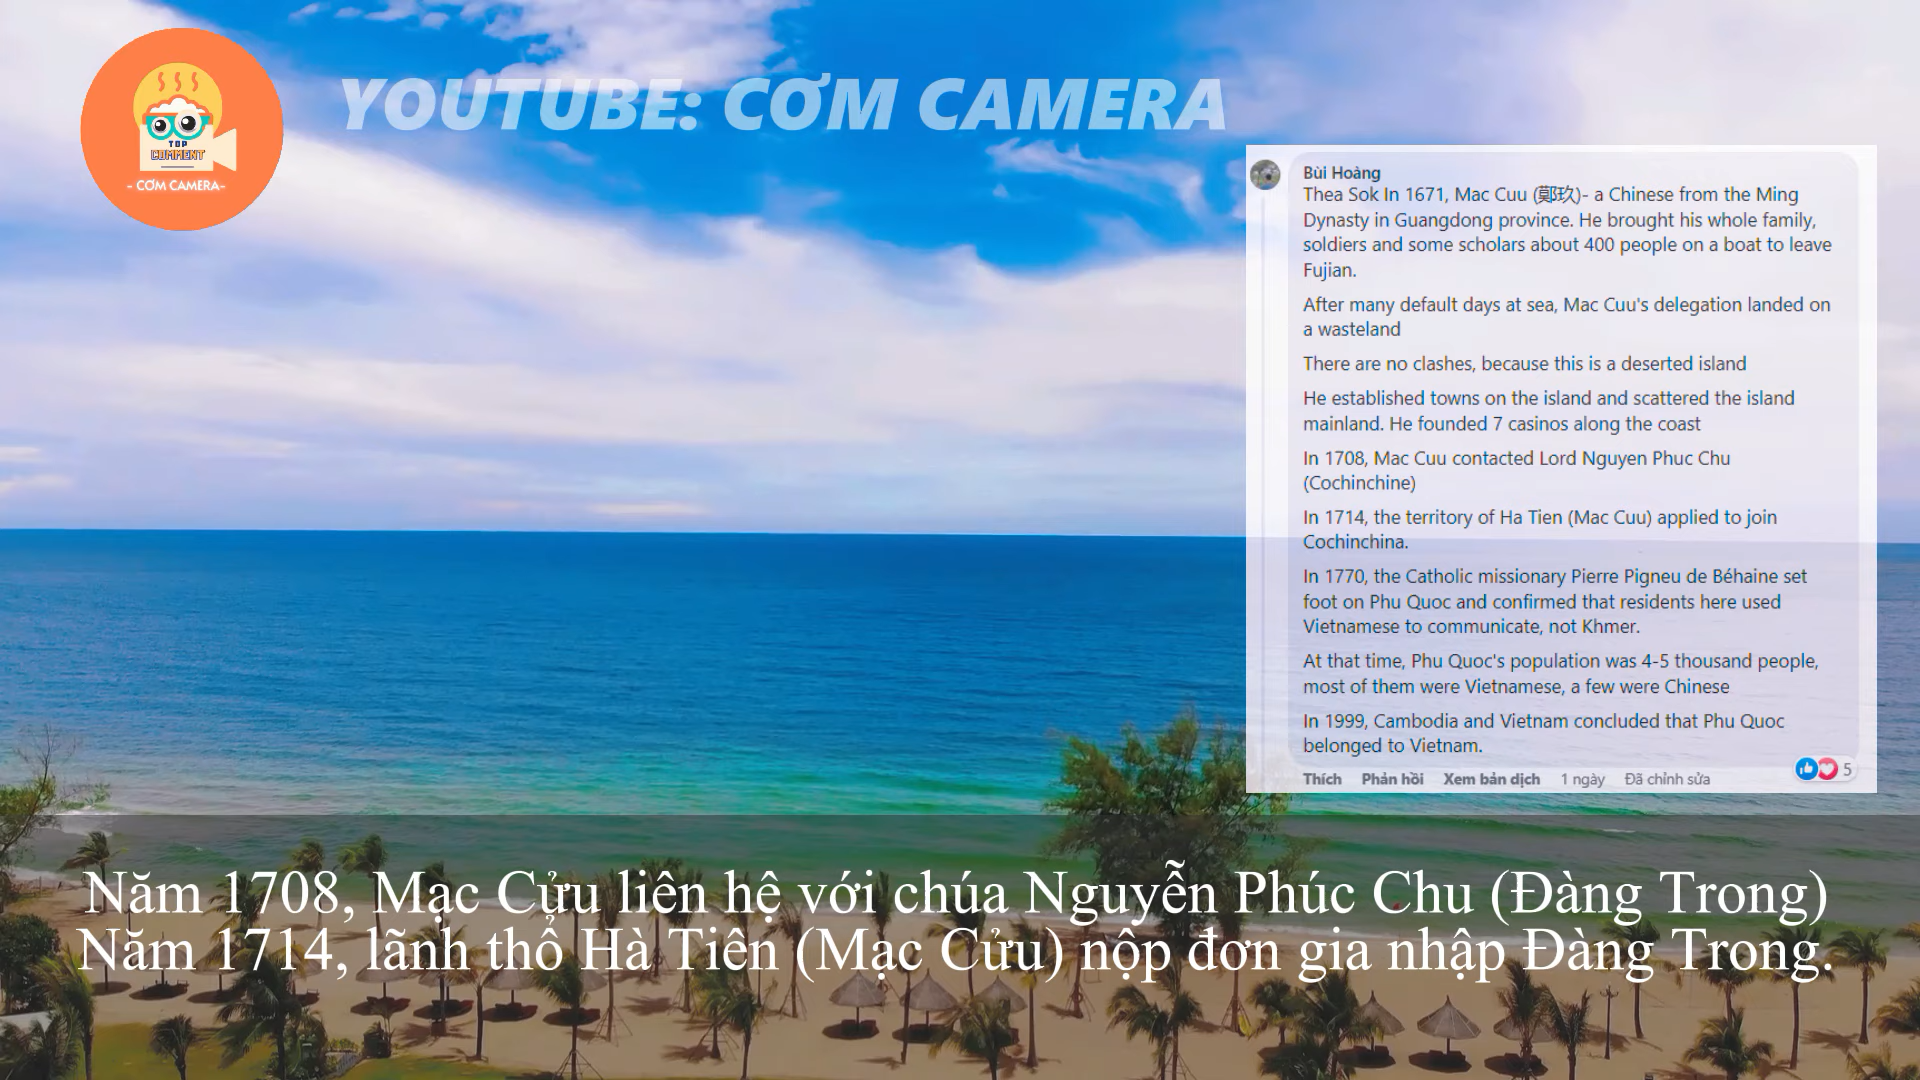 YOUTUBE: CƠM CAMERA
TOP
COMMENT
- CƠM CAMERA-
Bùi Hoảng
Thea Sok In 1671, Mac Cuu (鄚玖)- a Chinese from the Ming
Dynasty in Guangdong province. He brought his whole family,
soldiers and some scholars about 400 people on a boat to leave
Fujian.
After many default days at sea, Mac Cuu's delegation landed on
a wasteland
There are no clashes, because this is a deserted island
He established towns on the island and scattered the island
mainland. He founded 7 casinos along the coast
In 1708, Mac Cuu contacted Lord Nguyen Phuc Chu
(Cochinchine)
In 1714, the territory of Ha Tien (Mac Cuu) applied to join
Cochinchina.
In 1770, the Catholic missionary Pierre Pigneu de Béhaine set
foot on Phu Quoc and confirmed that residents here used
Vietnamese to communicate, not Khmer.
At that time, Phu Quoc's population was 4-5 thousand people,
most of them were Vietnamese, a few were Chinese
In 1999, Cambodia and Vietnam concluded that Phu Quoc
belonged to Vietnam.
Thích Phản hồi Xem bản dịch 1 ngày Đã chỉnh sửa 5
Năm 1708, Mạc Cửu liên hệ với chúa Nguyễn Phúc Chu (Đàng Trong)
Năm 1714, lãnh thổ Hà Tiên (Mạc Cửu) nộp đơn gia nhập Đàng Trong.